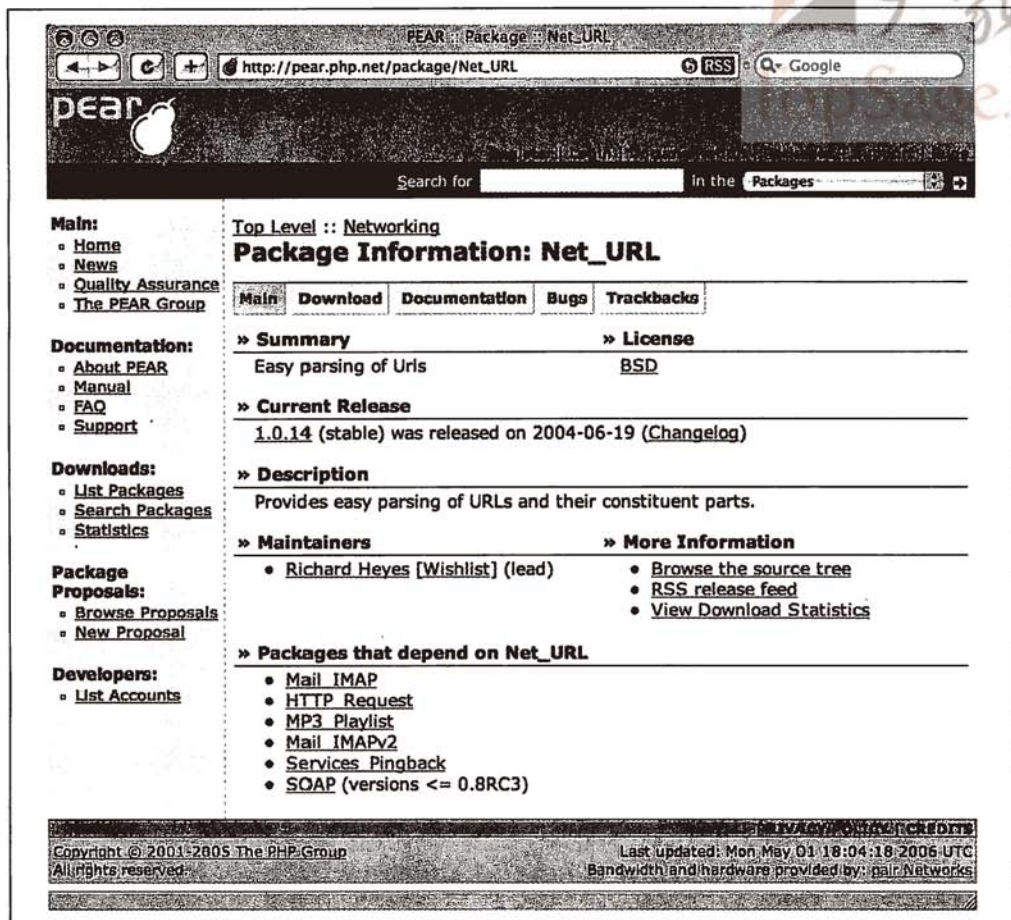 PEAR :: Package :: Net_URL
http://pear.php.net/package/Net_URL RSS Q- Google
pear
Search for in the Packages
Main:
Home
News
Quality Assurance
The PEAR Group
Documentation:
About PEAR
Manual
FAQ
Support
Downloads:
List Packages
Search Packages
Statistics
Package
Proposals:
Browse Proposals
New Proposal
Developers:
List Accounts
Top Level :: Networking
Package Information: Net_URL
Main Download Documentation Bugs Trackbacks
» Summary
Easy parsing of Urls
» License
BSD
» Current Release
1.0.14 (stable) was released on 2004-06-19 (Changelog)
» Description
Provides easy parsing of URLs and their constituent parts.
» Maintainers
• Richard Heyes [Wishlist] (lead)
» More Information
• Browse the source tree
• RSS release feed
• View Download Statistics
» Packages that depend on Net_URL
• Mail_IMAP
• HTTP_Request
• MP3_Playlist
• Mail_IMAPv2
• Services_Pingback
• SOAP (versions <= 0.8RC3)
PRIVACY POLICY | CREDITS
Copyright © 2001-2005 The PHP Group
All rights reserved.
Last updated: Mon May 01 18:04:18 2006 UTC
Bandwidth and hardware provided by: pair Networks
TopSage.